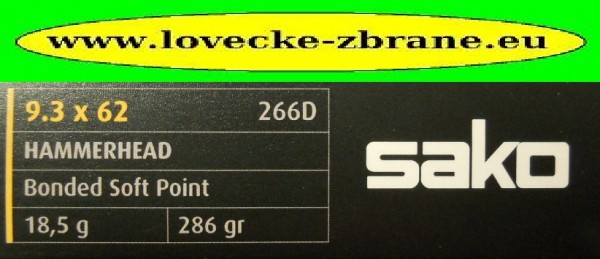 www.lovecke-zbrane.eu
9.3 x 62 266D
HAMMERHEAD
Bonded Soft Point
18,5 g 286 gr
sako